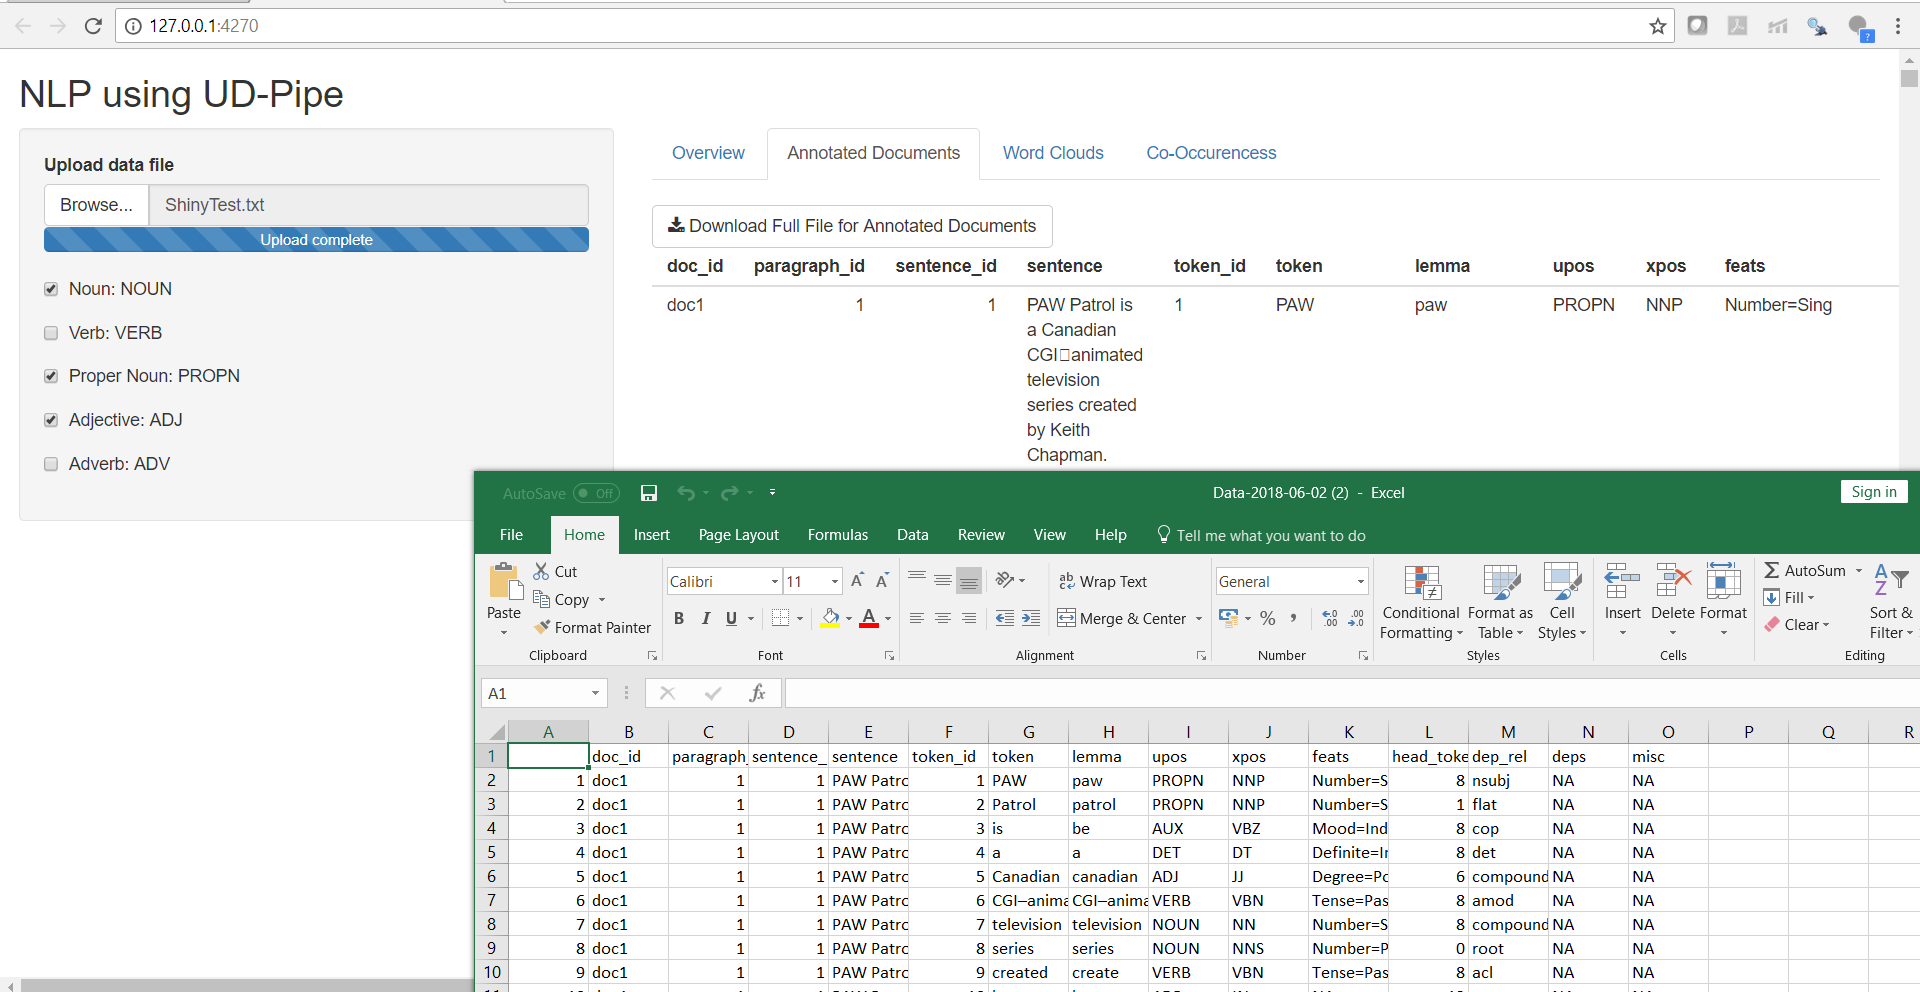 127.0.0.1:4270
NLP using UD-Pipe
Upload data file
Browse... ShinyTest.txt
Upload complete
Noun: NOUN
Verb: VERB
Proper Noun: PROPN
Adjective: ADJ
Adverb: ADV
Overview Annotated Documents Word Clouds Co-Occurencess
Download Full File for Annotated Documents
doc_id paragraph_id sentence_id sentence token_id token lemma upos xpos feats
doc1 1 1 PAW Patrol is 1 PAW paw PROPN NNP Number=Sing
a Canadian
CGI□animated
television
series created
by Keith
Chapman.
AutoSave Off Data-2018-06-02 (2) - Excel Sign in
File Home Insert Page Layout Formulas Data Review View Help Tell me what you want to do
Paste Cut Copy Format Painter
Clipboard
Calibri 11
B I U
Font
Wrap Text
Merge & Center
Alignment
General
Number
Conditional Formatting Format as Table Cell Styles
Styles
Insert Delete Format
Cells
AutoSum
Fill
Clear
Sort & Filter
Editing
A1 fx
A B C D E F G H I J K L M N O P Q R
1 doc_id paragraph_ sentence_ sentence token_id token lemma upos xpos feats head_toke dep_rel deps misc
2 1 doc1 1 1 PAW Patrc 1 PAW paw PROPN NNP Number=S 8 nsubj NA NA
3 2 doc1 1 1 PAW Patrc 2 Patrol patrol PROPN NNP Number=S 1 flat NA NA
4 3 doc1 1 1 PAW Patrc 3 is be AUX VBZ Mood=Ind 8 cop NA NA
5 4 doc1 1 1 PAW Patrc 4 a a DET DT Definite=Ir 8 det NA NA
6 5 doc1 1 1 PAW Patrc 5 Canadian canadian ADJ JJ Degree=Pc 6 compound NA NA
7 6 doc1 1 1 PAW Patrc 6 CGI–anima CGI–anima VERB VBN Tense=Pas 8 amod NA NA
8 7 doc1 1 1 PAW Patrc 7 television television NOUN NN Number=S 8 compound NA NA
9 8 doc1 1 1 PAW Patrc 8 series series NOUN NNS Number=P 0 root NA NA
10 9 doc1 1 1 PAW Patrc 9 created create VERB VBN Tense=Pas 8 acl NA NA